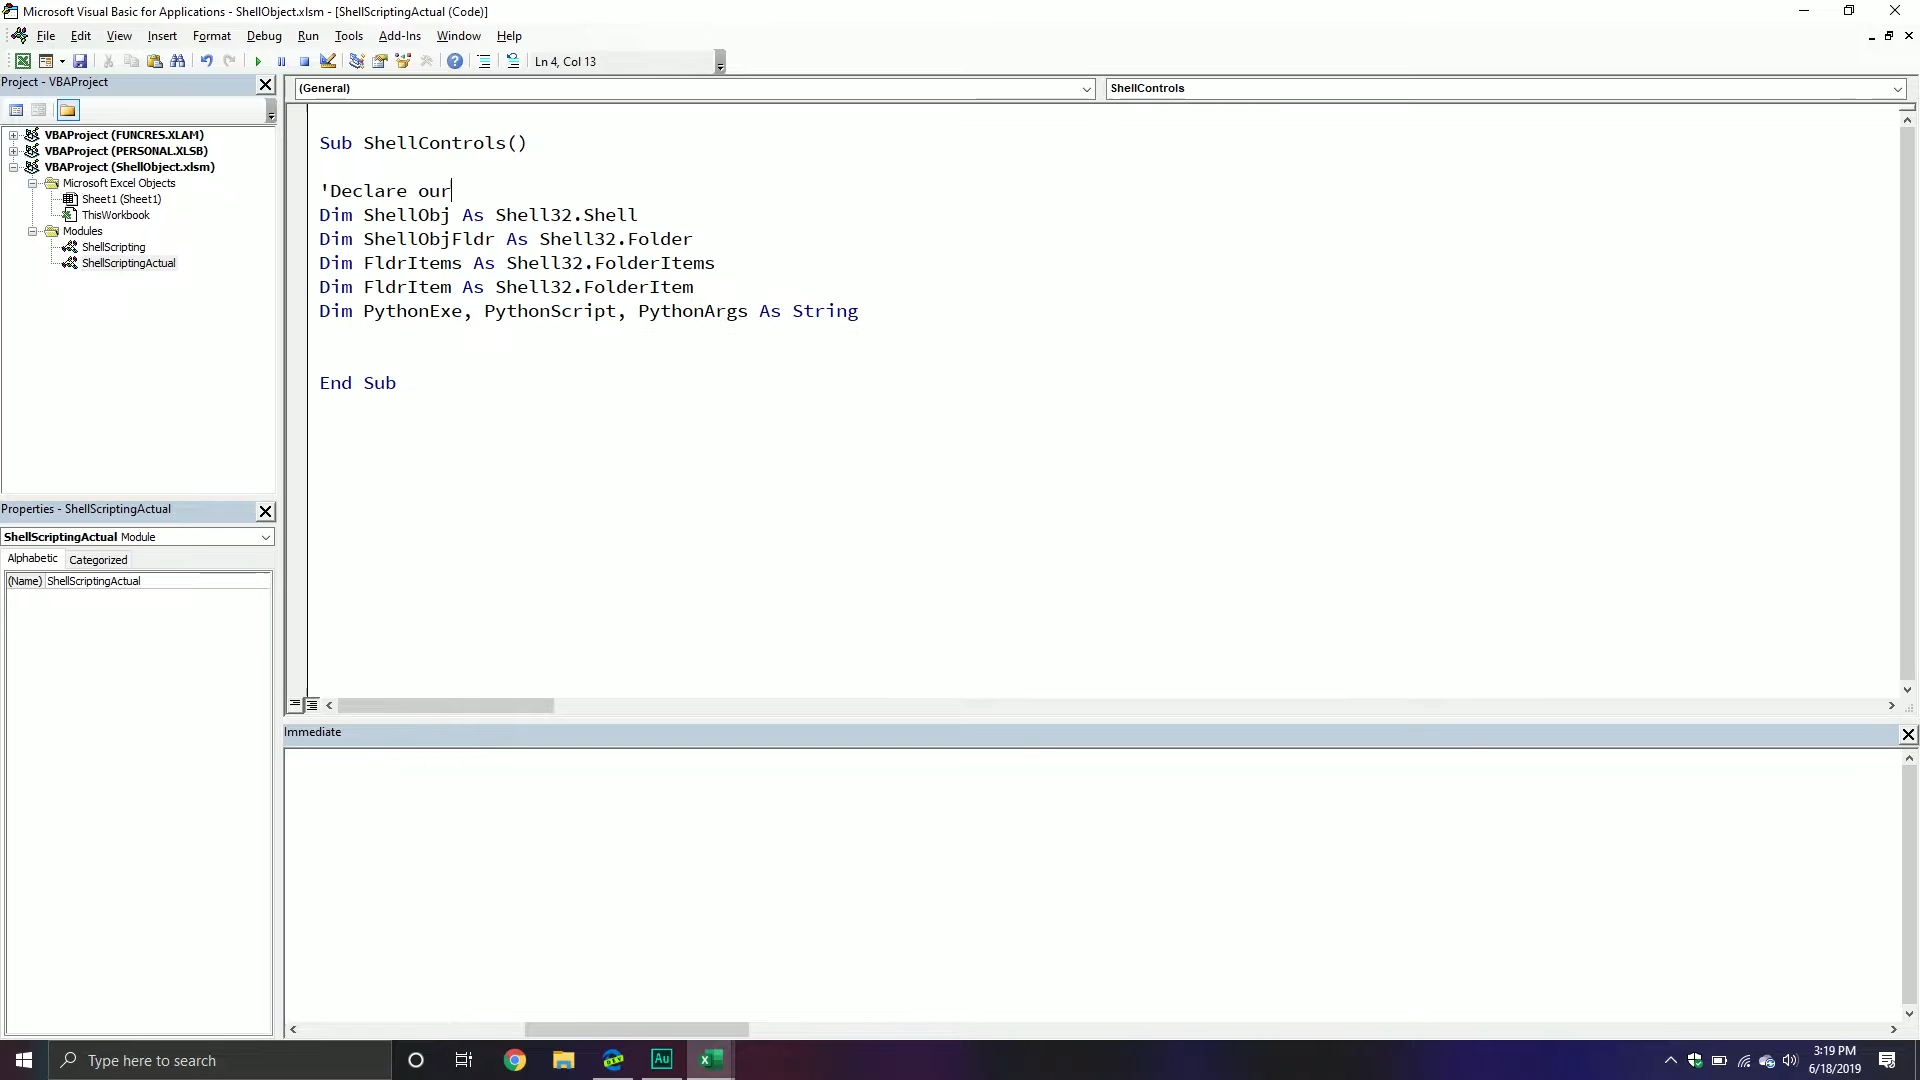 Microsoft Visual Basic for Applications - ShellObject.xlsm - [ShellScriptingActual (Code)]
File Edit View Insert Format Debug Run Tools Add-Ins Window Help
Ln 4, Col 13
Project - VBAProject
(General)
ShellControls
VBAProject (FUNCRES.XLAM)
VBAProject (PERSONAL.XLSB)
VBAProject (ShellObject.xlsm)
Microsoft Excel Objects
Sheet1 (Sheet1)
ThisWorkbook
Modules
ShellScripting
ShellScriptingActual
Sub ShellControls()
'Declare our
Dim ShellObj As Shell32.Shell
Dim ShellObjFldr As Shell32.Folder
Dim FldrItems As Shell32.FolderItems
Dim FldrItem As Shell32.FolderItem
Dim PythonExe, PythonScript, PythonArgs As String
End Sub
Properties - ShellScriptingActual
ShellScriptingActual Module
Alphabetic Categorized
(Name) ShellScriptingActual
Immediate
Type here to search
DEV
Au
3:19 PM
6/18/2019